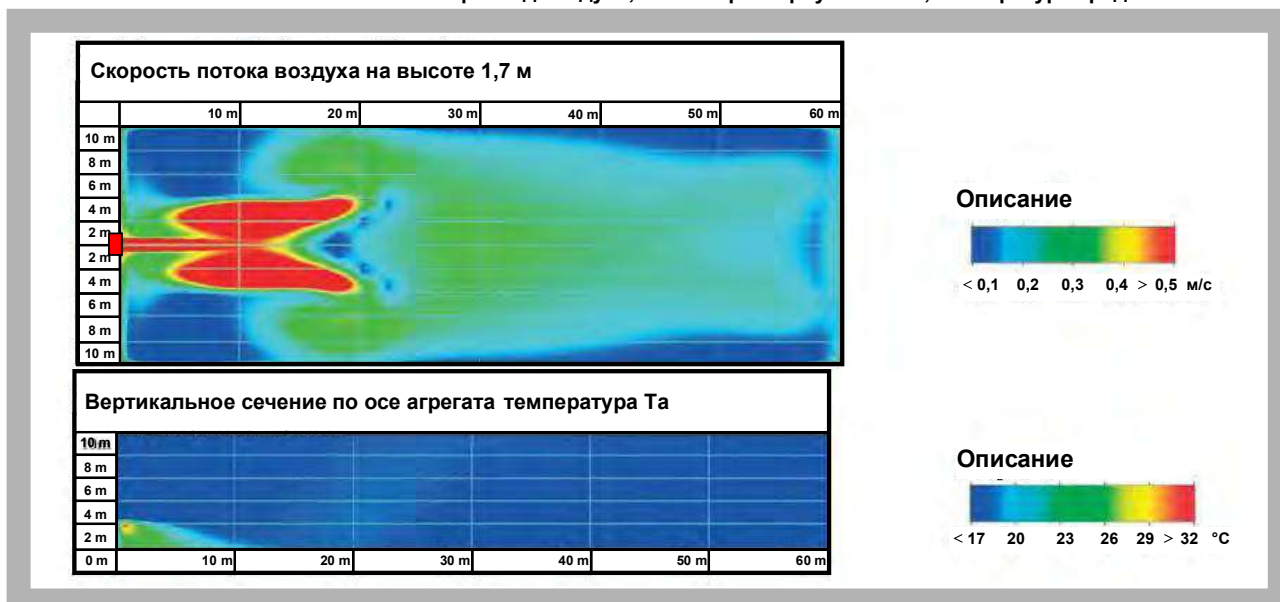 Скорость потока воздуха на высоте 1,7 м
10 m 20 m 30 m 40 m 50 m 60 m
10 m
8 m
6 m
4 m
2 m
2 m
4 m
6 m
8 m
10 m
Описание
< 0,1 0,2 0,3 0,4 > 0,5 м/с
Вертикальное сечение по осе агрегата температура Ta
10 m
8 m
6 m
4 m
2 m
0 m 10 m 20 m 30 m 40 m 50 m 60 m
Описание
< 17 20 23 26 29 > 32 °C